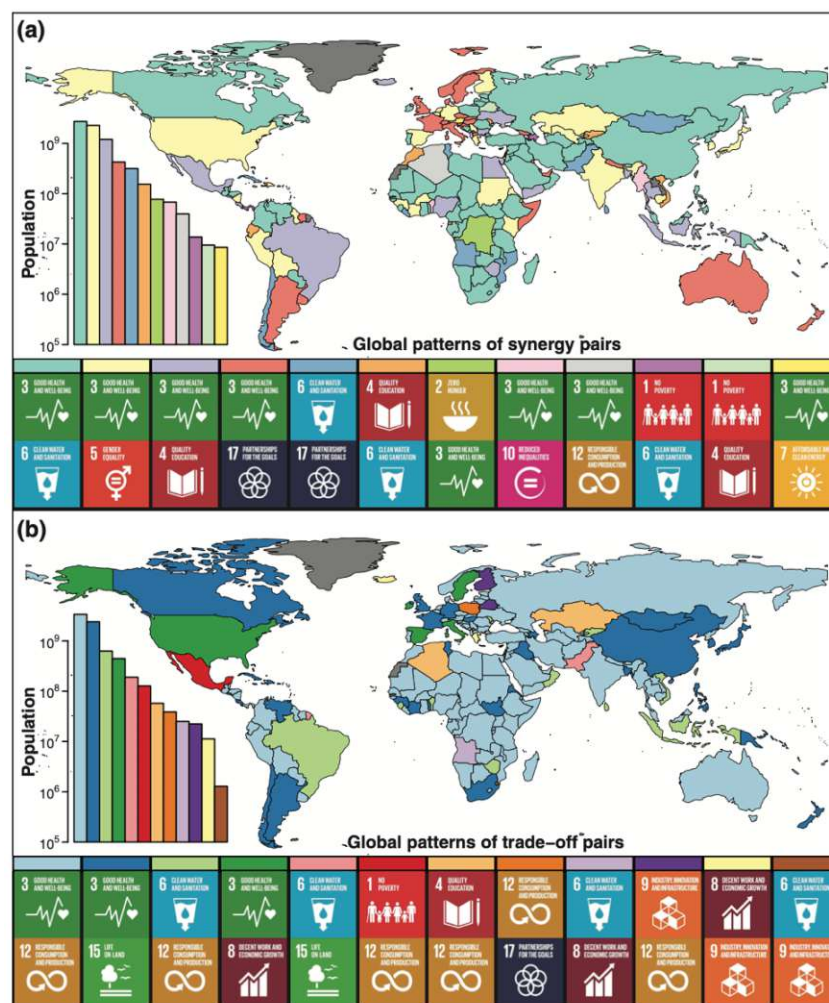 (a)
Population
10⁹
10⁸
10⁷
10⁶
10⁵
Global patterns of synergy pairs
3 GOOD HEALTH AND WELL-BEING
3 GOOD HEALTH AND WELL-BEING
3 GOOD HEALTH AND WELL-BEING
3 GOOD HEALTH AND WELL-BEING
6 CLEAN WATER AND SANITATION
4 QUALITY EDUCATION
2 ZERO HUNGER
3 GOOD HEALTH AND WELL-BEING
3 GOOD HEALTH AND WELL-BEING
1 NO POVERTY
1 NO POVERTY
3 GOOD HEALTH AND WELL-BEING
6 CLEAN WATER AND SANITATION
5 GENDER EQUALITY
4 QUALITY EDUCATION
17 PARTNERSHIPS FOR THE GOALS
17 PARTNERSHIPS FOR THE GOALS
6 CLEAN WATER AND SANITATION
3 GOOD HEALTH AND WELL-BEING
10 REDUCED INEQUALITIES
12 RESPONSIBLE CONSUMPTION AND PRODUCTION
6 CLEAN WATER AND SANITATION
4 QUALITY EDUCATION
7 AFFORDABLE AND CLEAN ENERGY
(b)
Population
10⁹
10⁸
10⁷
10⁶
10⁵
Global patterns of trade-off pairs
3 GOOD HEALTH AND WELL-BEING
3 GOOD HEALTH AND WELL-BEING
6 CLEAN WATER AND SANITATION
3 GOOD HEALTH AND WELL-BEING
6 CLEAN WATER AND SANITATION
1 NO POVERTY
4 QUALITY EDUCATION
12 RESPONSIBLE CONSUMPTION AND PRODUCTION
6 CLEAN WATER AND SANITATION
9 INDUSTRY, INNOVATION AND INFRASTRUCTURE
8 DECENT WORK AND ECONOMIC GROWTH
6 CLEAN WATER AND SANITATION
12 RESPONSIBLE CONSUMPTION AND PRODUCTION
15 LIFE ON LAND
12 RESPONSIBLE CONSUMPTION AND PRODUCTION
8 DECENT WORK AND ECONOMIC GROWTH
15 LIFE ON LAND
12 RESPONSIBLE CONSUMPTION AND PRODUCTION
12 RESPONSIBLE CONSUMPTION AND PRODUCTION
17 PARTNERSHIPS FOR THE GOALS
8 DECENT WORK AND ECONOMIC GROWTH
12 RESPONSIBLE CONSUMPTION AND PRODUCTION
9 INDUSTRY, INNOVATION AND INFRASTRUCTURE
9 INDUSTRY, INNOVATION AND INFRASTRUCTURE